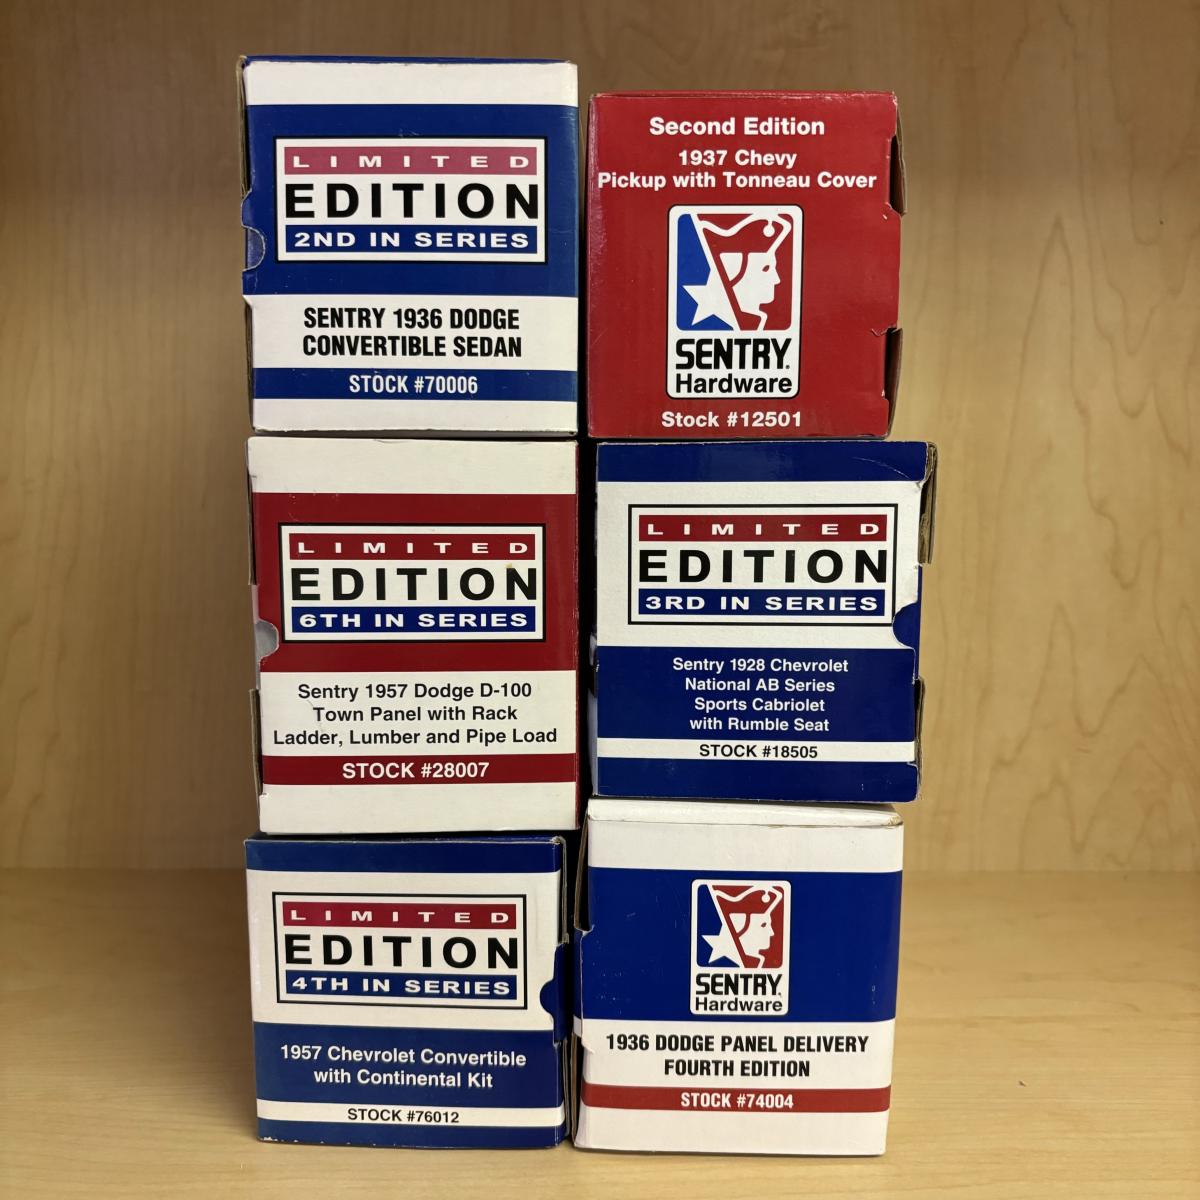 LIMITED
EDITION
2ND IN SERIES
SENTRY 1936 DODGE
CONVERTIBLE SEDAN
STOCK #70006
Second Edition
1937 Chevy
Pickup with Tonneau Cover
SENTRY.
Hardware
Stock #12501
LIMITED
EDITION
6TH IN SERIES
Sentry 1957 Dodge D-100
Town Panel with Rack
Ladder, Lumber and Pipe Load
STOCK #28007
LIMITED
EDITION
3RD IN SERIES
Sentry 1928 Chevrolet
National AB Series
Sports Cabriolet
with Rumble Seat
STOCK #18505
LIMITED
EDITION
4TH IN SERIES
1957 Chevrolet Convertible
with Continental Kit
STOCK #76012
SENTRY.
Hardware
1936 DODGE PANEL DELIVERY
FOURTH EDITION
STOCK #74004